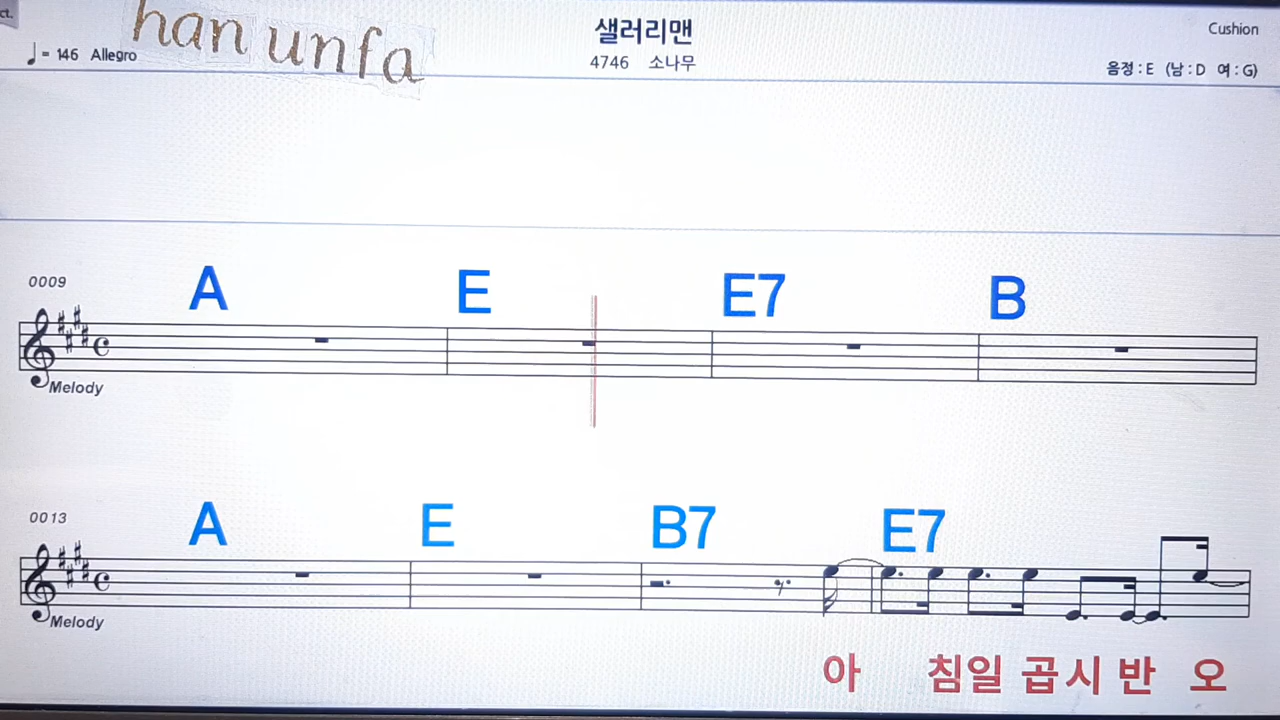 ct.
han unfa
샐러리맨
Cushion
♩= 146 Allegro
4746 소나무
음정 : E (남 : D 여 : G)
0009
A E E7 B
Melody
0013
A E B7 E7
Melody
아 침일 곱시 반 오